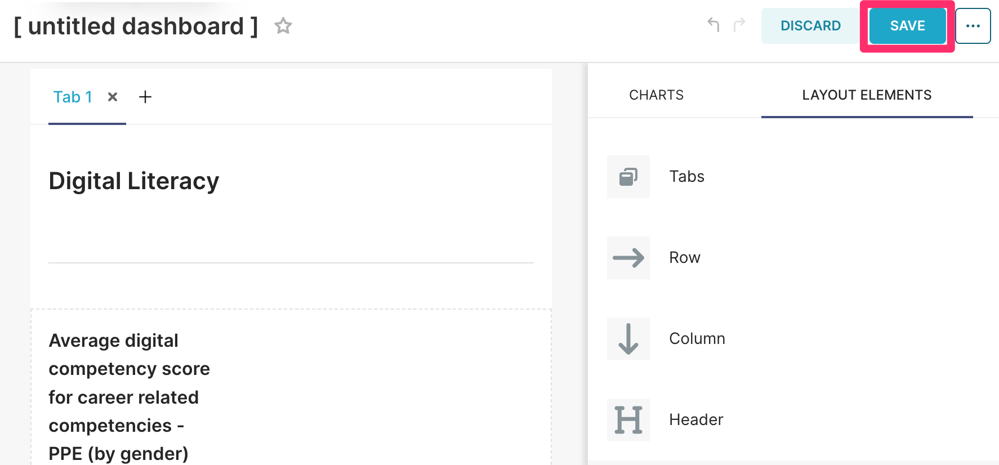 [ untitled dashboard ]
DISCARD
SAVE
Tab 1
CHARTS
LAYOUT ELEMENTS
Digital Literacy
Average digital
competency score
for career related
competencies -
PPE (by gender)
Tabs
Row
Column
Header